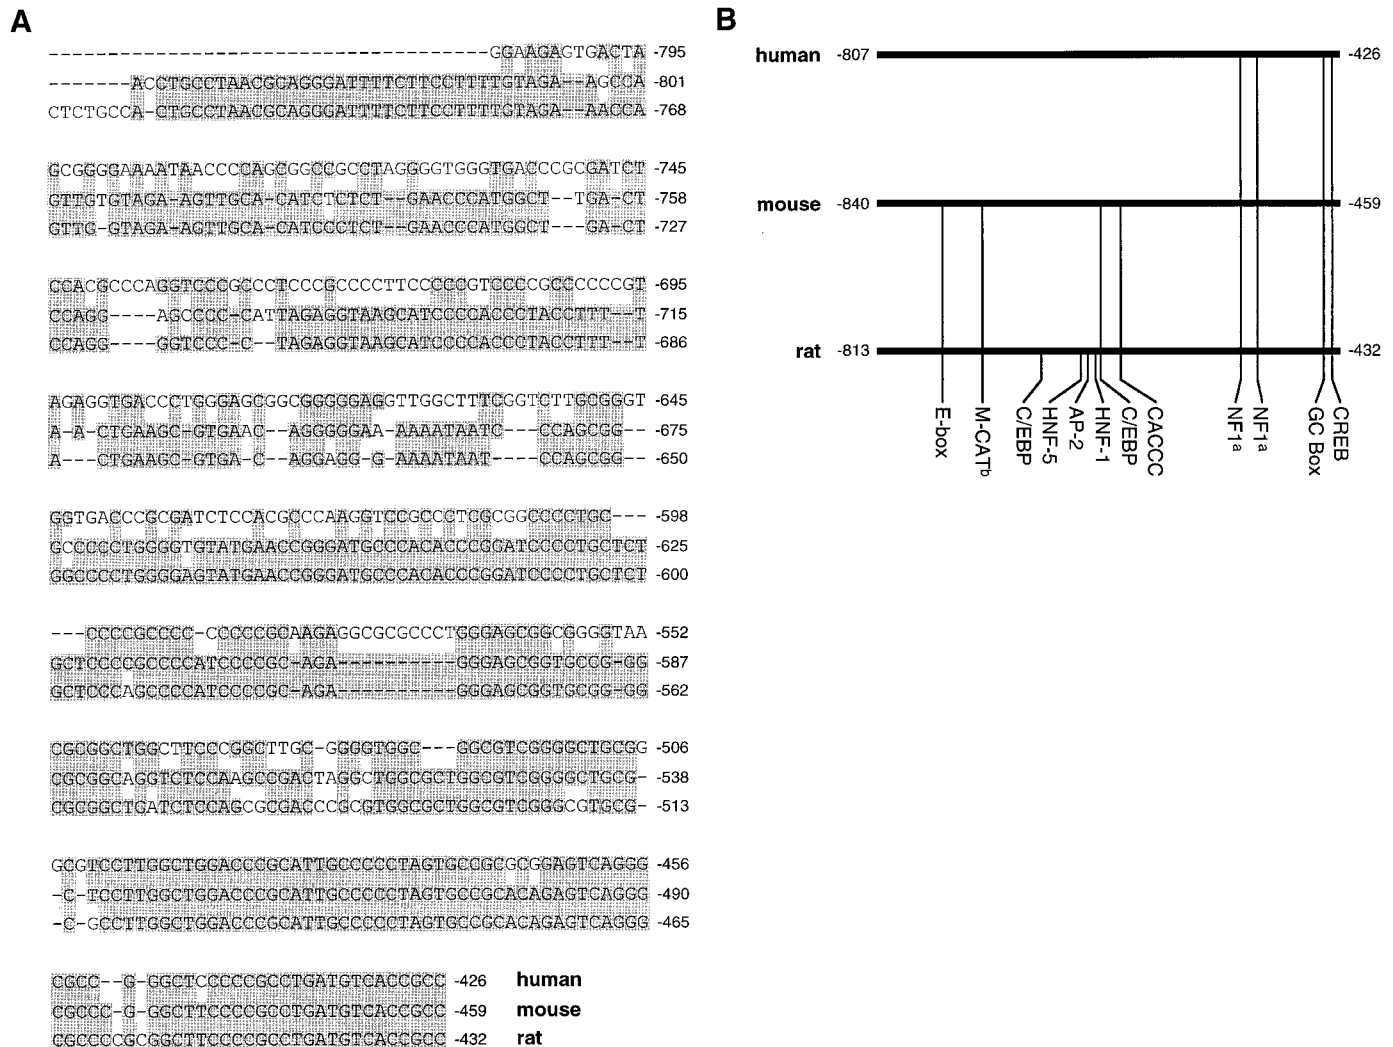 A
-------------------------------------GGAAGAGTGACTA -795
-------ACCTGCCTAACGCAGGGATTTTCTTCCTTTTGTAGA--AGCCA -801
CTCTGCCA-CTGCCTAACGCAGGGATTTTCTTCCTTTTGTAGA--AACCA -768
GCGGGGAAAATAACCCCAGCGGCCGCCTAGGGGTGGGTGACCCGCGATCT -745
GTTGTGTAGA-AGTTGCA-CATCTCTCT--GAACCCATGGCT--TGA-CT -758
GTTG-GTAGA-AGTTGCA-CATCCCTCT--GAACCCATGGCT---GA-CT -727
CCACGCCCAGGTCCCGCCCTCCCGCCCCTTCCCCCCGTCCCCGCCCCCCGT -695
CCAGG----AGCCCC-CATTAGAGGTAAGCATCCCCACCCTACCTTT--T -715
CCAGG----GGTCCC-C--TAGAGGTAAGCATCCCCACCCTACCTTT--T -686
AGAGGTGACCCTGGGAGCGGCGGGGGAGGTTGGCTTTCGGTCTTGCGGGT -645
A-A-CTGAAGC-GTGAAC--AGGGGGAA-AAAATAATC---CCAGCGG-- -675
A---CTGAAGC-GTGA-C--AGGAGG-G-AAAATAAT----CCAGCGG-- -650
GGTGACCCGCGATCTCCACGCCCAAGGTCCGCCCTCGCGGCCCCTGC--- -598
GCCCCCTGGGGTGTATGAACCGGGATGCCCACACCCGGATCCCCTGCTCT -625
GGCCCCTGGGGAGTATGAACCGGGATGCCCACACCCGGATCCCCTGCTCT -600
---CCCCGCCCC-CCCCCGCAAGAGGCGCGCCCTGGGAGCGGCGGGGTAA -552
GCTCCCCGCCCCATCCCCGC-AGA----------GGGAGCGGTGCCG-GG -587
GCTCCCAGCCCCATCCCCGC-AGA----------GGGAGCGGTGCGG-GG -562
CGCGGCTGGCTTCCCGGCTTGC-GGGGTGGC---GGCGTCGGGGCTGCGG -506
CGCGGCAGGTCTCCAAGCCGACTAGGCTGGCGCTGGCGTCGGGGCTGCG- -538
CGCGGCTGATCTCCAGCGCGACCCGCGTGGCGCTGGCGTCGGGCGTGCG- -513
GCGTCCTTGGCTGGACCCGCATTGCCCCCTAGTGCCGCGCGGAGTCAGGG -456
-C-TCCTTGGCTGGACCCGCATTGCCCCCTAGTGCCGCACAGAGTCAGGG -490
-C-GCCTTGGCTGGACCCGCATTGCCCCCTAGTGCCGCACAGAGTCAGGG -465
CGCC--G-GGCTCCCCCGCCTGATGTCACCGCC -426 human
CGCCC-G-GGCTTCCCCGCCTGATGTCACCGCC -459 mouse
CGCCCCGCGGCTTCCCCGCCTGATGTCACCGCC -432 rat
B
human -807 -426
mouse -840 -459
rat -813 -432
E-box
M-CATb
C/EBP
HNF-5
AP-2
HNF-1
C/EBP
CACCC
NF1a
NF1a
GC Box
CREB